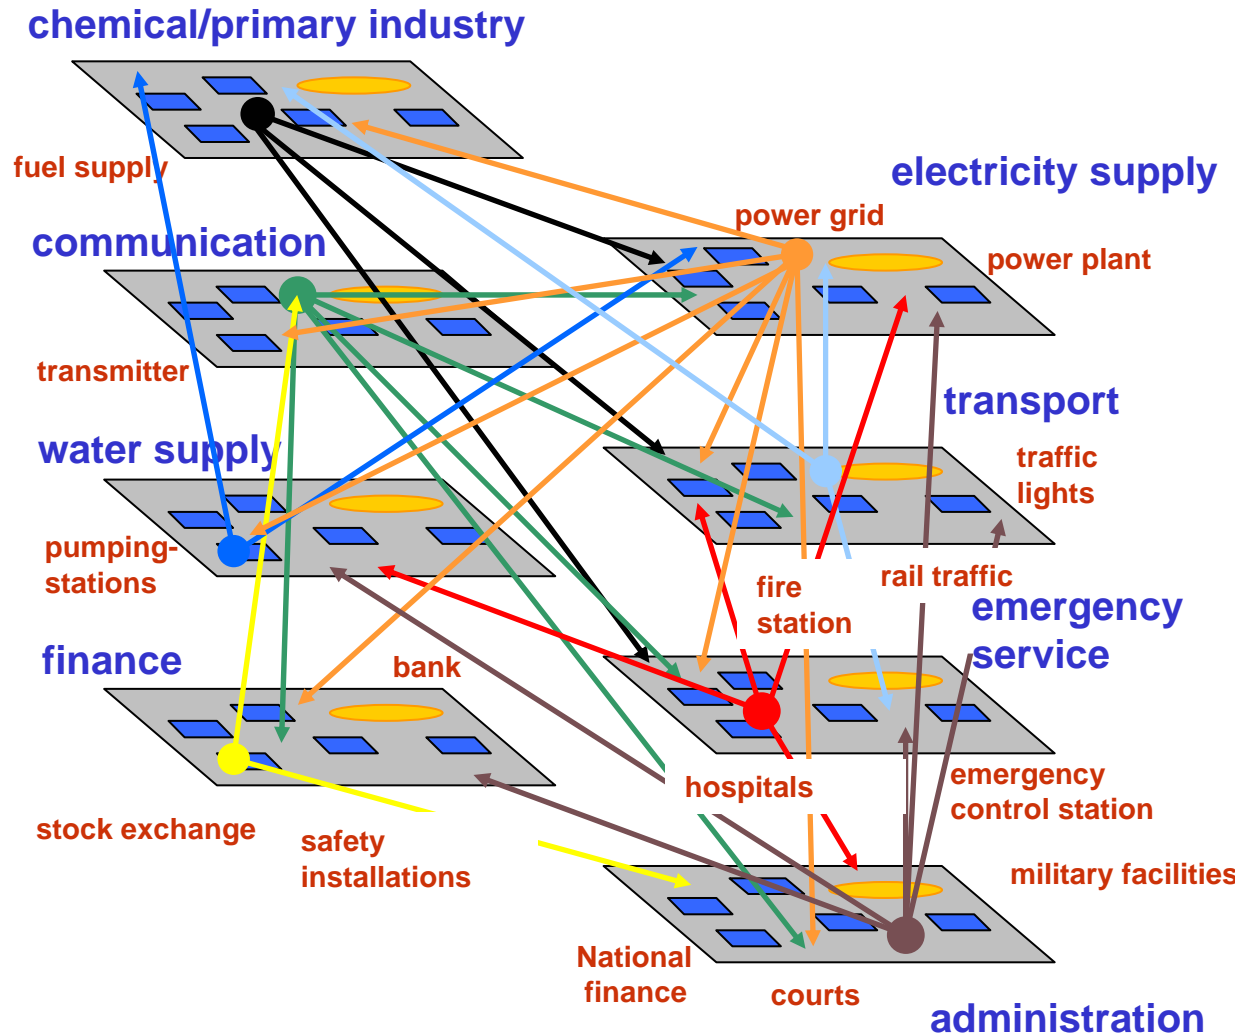 chemical/primary industry
fuel supply
electricity supply
power grid
communication
power plant
transmitter
transport
water supply
traffic
lights
pumping-
stations
fire
station
rail traffic
emergency
service
finance
bank
hospitals
emergency
control station
stock exchange
safety
installations
military facilities
National
finance
courts
administration